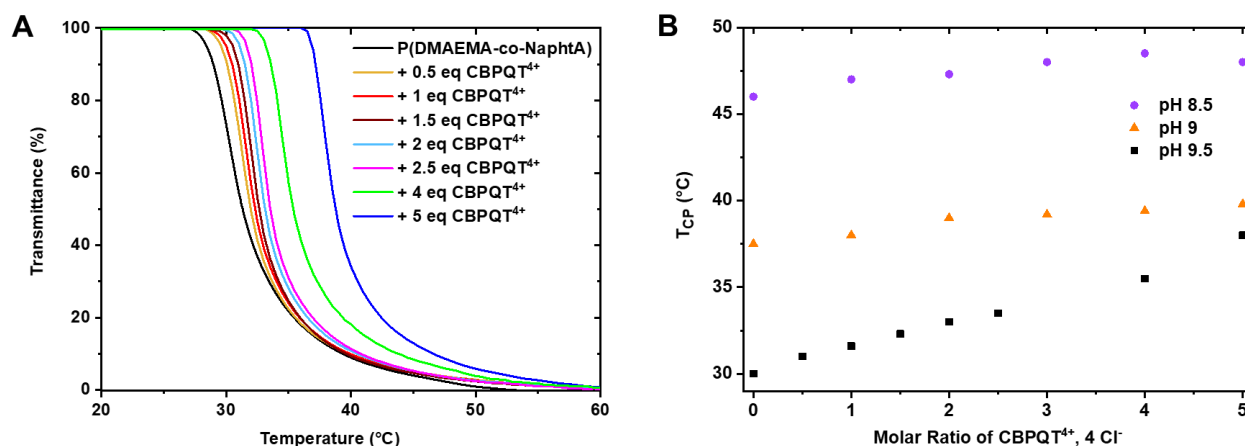 A
Transmittance (%)
100
80
60
40
20
0
20
30
40
50
60
Temperature (°C)
P(DMAEMA-co-NaphtA)
+ 0.5 eq CBPQT⁴⁺
+ 1 eq CBPQT⁴⁺
+ 1.5 eq CBPQT⁴⁺
+ 2 eq CBPQT⁴⁺
+ 2.5 eq CBPQT⁴⁺
+ 4 eq CBPQT⁴⁺
+ 5 eq CBPQT⁴⁺
B
T_CP (°C)
50
45
40
35
30
0
1
2
3
4
5
Molar Ratio of CBPQT⁴⁺, 4 Cl⁻
pH 8.5
pH 9
pH 9.5